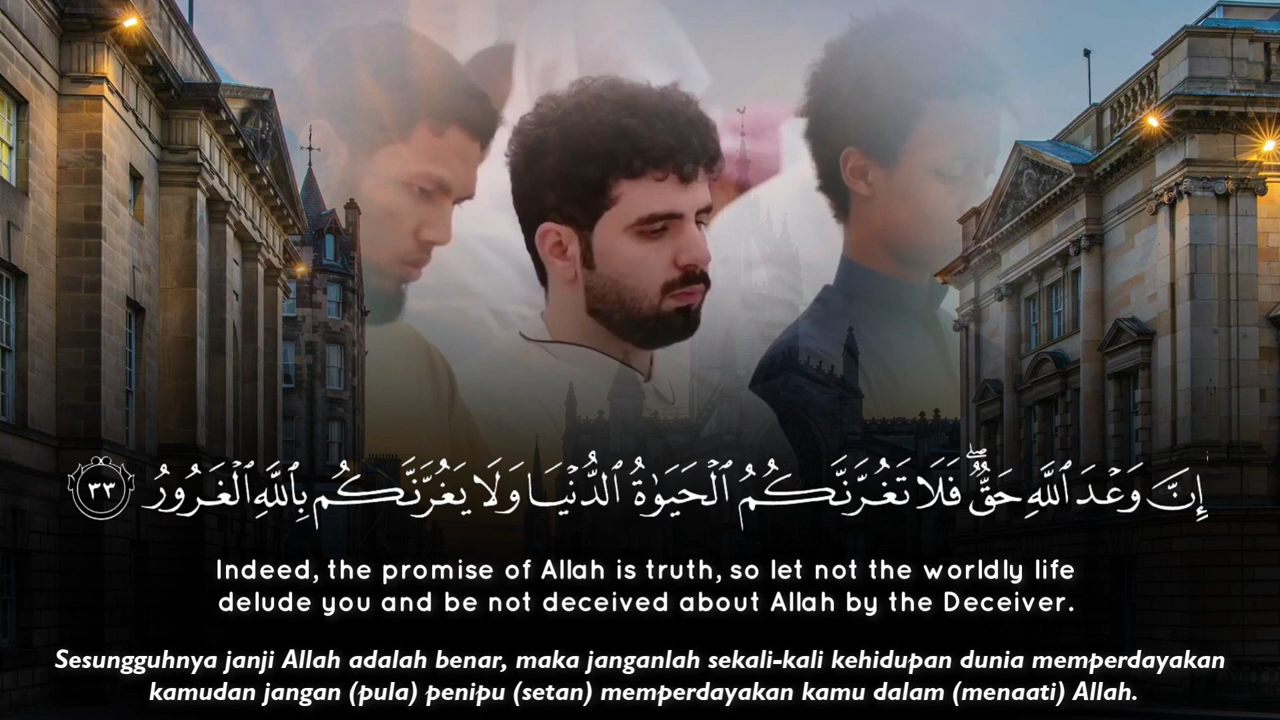 إِنَّ وَعْدَ ٱللَّهِ حَقٌّ ۖ فَلَا تَغُرَّنَّكُمُ ٱلْحَيَوٰةُ ٱلدُّنْيَا وَلَا يَغُرَّنَّكُم بِٱللَّهِ ٱلْغَرُورُ ٣٣
Indeed, the promise of Allah is truth, so let not the worldly life
delude you and be not deceived about Allah by the Deceiver.
Sesungguhnya janji Allah adalah benar, maka janganlah sekali-kali kehidupan dunia memperdayakan
kamudan jangan (pula) penipu (setan) memperdayakan kamu dalam (menaati) Allah.